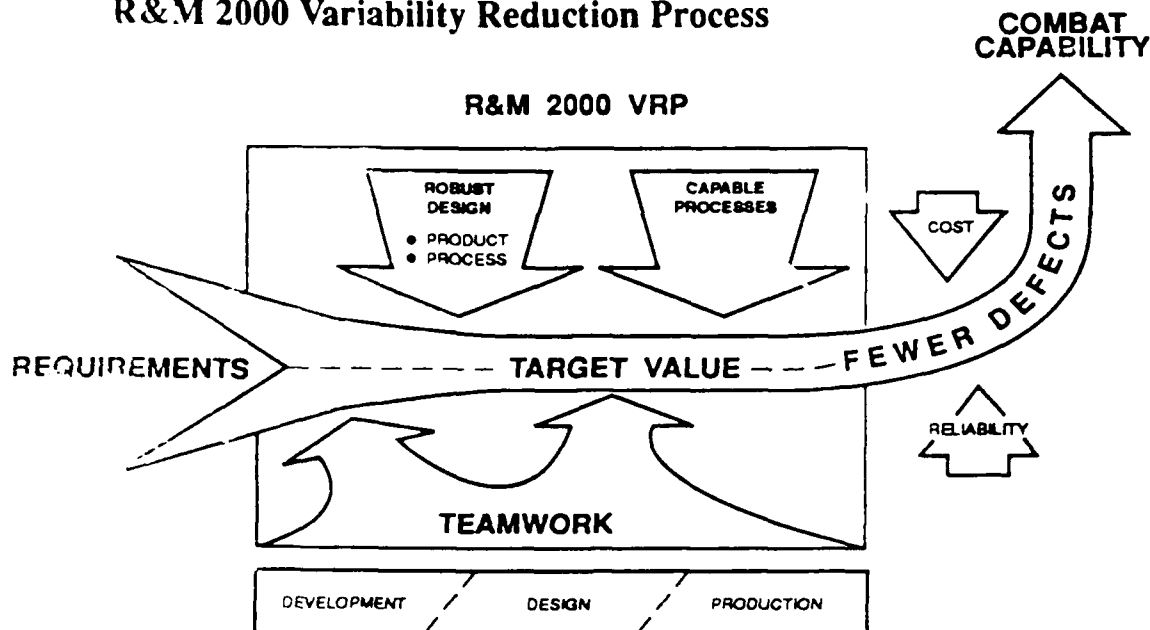 R&M 2000 Variability Reduction Process
COMBAT
CAPABILITY
R&M 2000 VRP
ROBUST
DESIGN
• PRODUCT
• PROCESS
CAPABLE
PROCESSES
COST
REQUIREMENTS
TARGET VALUE
FEWER DEFECTS
RELIABILITY
TEAMWORK
DEVELOPMENT
DESIGN
PRODUCTION